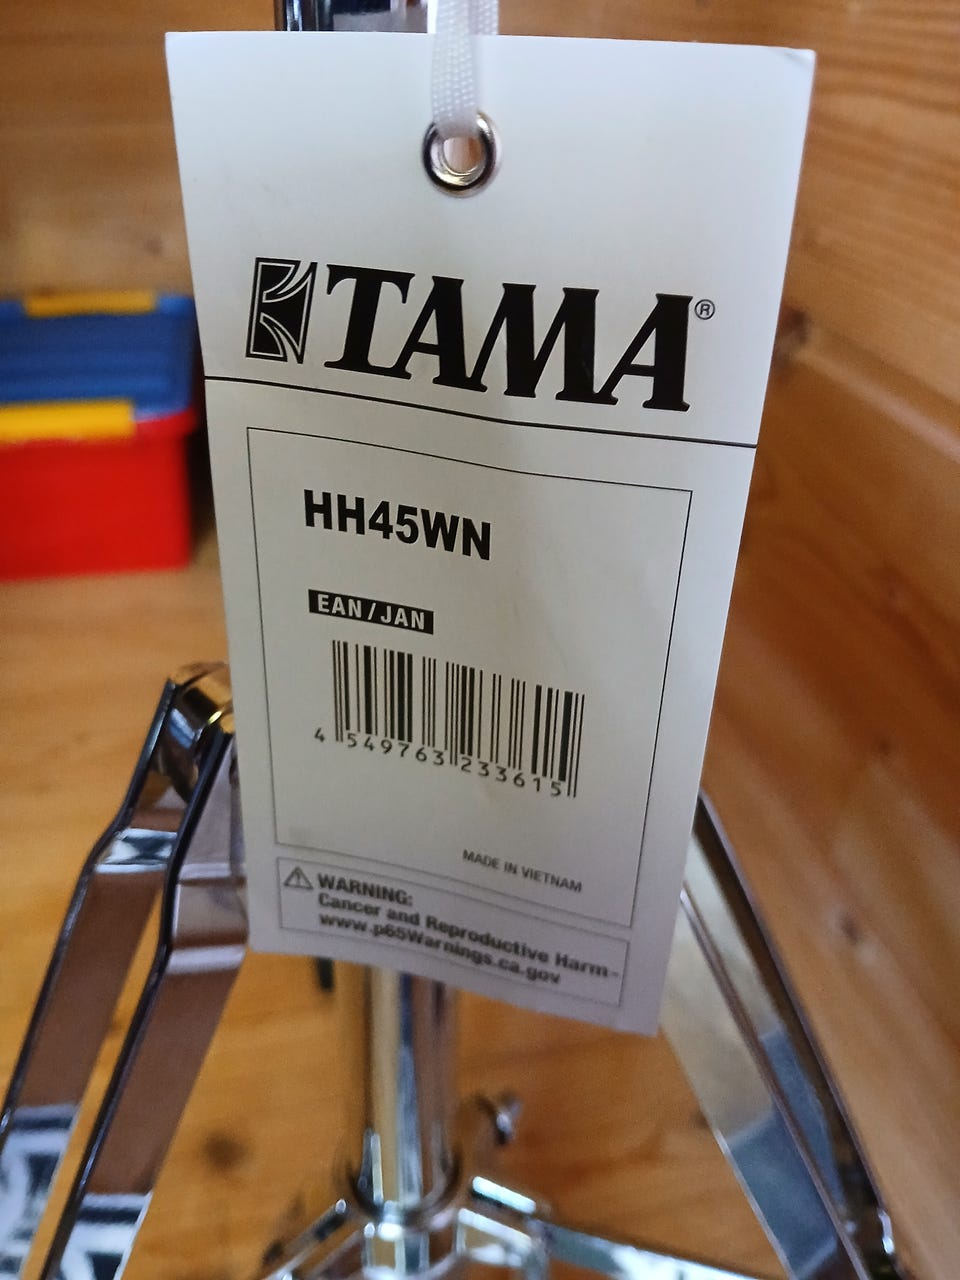 TAMA®
HH45WN
EAN/JAN
4 549763 233615
MADE IN VIETNAM
⚠ WARNING:
Cancer and Reproductive Harm-
www.p65Warnings.ca.gov